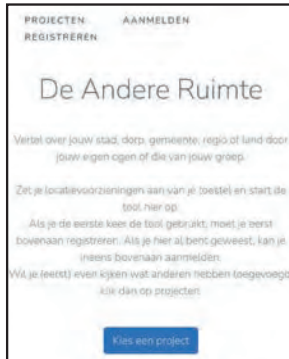 PROJECTEN AANMELDEN
REGISTREREN
De Andere Ruimte
Vertel over jouw stad, dorp, gemeente, regio of land door
jouw eigen ogen of die van jouw groep.
Zet je locatievoorzieningen aan van je toestel en start de
tool hier op.
Als je de eerste keer de tool gebruikt, moet je eerst
bovenaan registreren. Als je hier al bent geweest, kan je
ineens bovenaan aanmelden.
Wil je (eerst) even kijken wat anderen hebben toegevoegd
klik dan op projecten
Kies een project